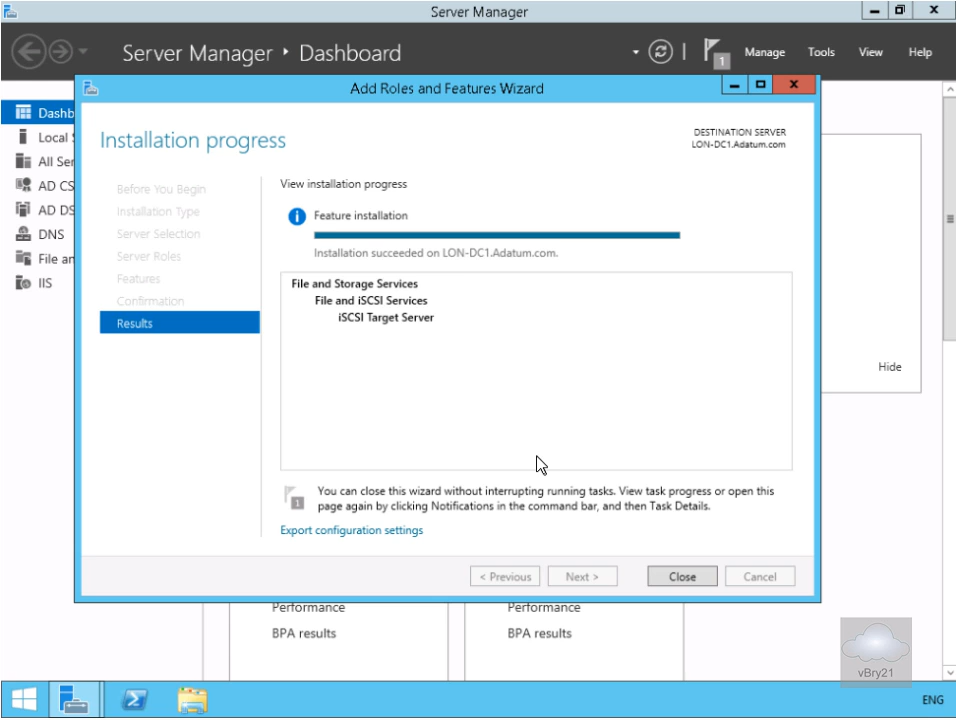 Server Manager
Server Manager ‣ Dashboard
1
Manage
Tools
View
Help
Add Roles and Features Wizard
Dashb
Local
All Ser
AD CS
AD DS
DNS
File an
IIS
Installation progress
DESTINATION SERVER
LON-DC1.Adatum.com
Before You Begin
Installation Type
Server Selection
Server Roles
Features
Confirmation
Results
View installation progress
Feature installation
Installation succeeded on LON-DC1.Adatum.com.
File and Storage Services
File and iSCSI Services
iSCSI Target Server
Hide
1
You can close this wizard without interrupting running tasks. View task progress or open this
page again by clicking Notifications in the command bar, and then Task Details.
Export configuration settings
< Previous
Next >
Close
Cancel
Performance
BPA results
Performance
BPA results
vBry21
ENG